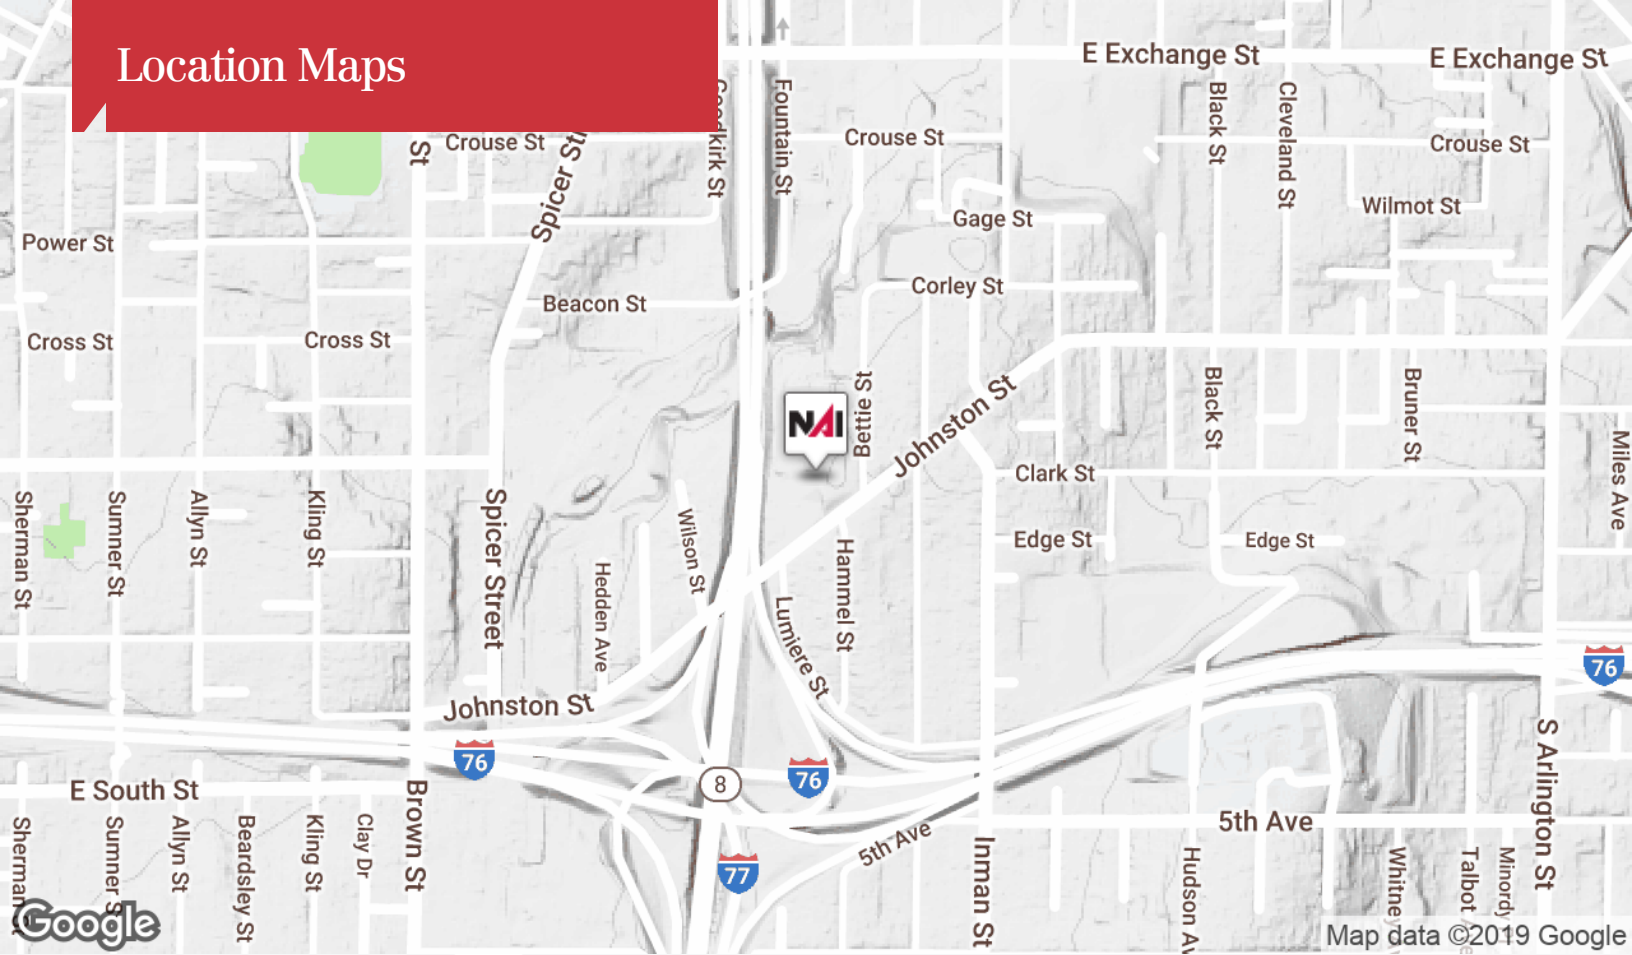 Location Maps
E Exchange St
E Exchange St
Goodkirk St
Fountain St
Black St
Cleveland St
St
Crouse St
Crouse St
Crouse St
Spicer St
Wilmot St
Gage St
Power St
Corley St
Beacon St
Cross St
Cross St
Bettie St
NAI
Johnston St
Black St
Bruner St
Miles Ave
Clark St
Sherman St
Sumner St
Allyn St
Kling St
Spicer Street
Wilson St
Hedden Ave
Lumiere St
Hammel St
Edge St
Edge St
76
Johnston St
76
8
76
S Arlington St
E South St
Brown St
77
5th Ave
5th Ave
Sherman St
Sumner S
Allyn St
Beardsley St
Kling St
Clay Dr
Inman St
Hudson Av
Whitney
Talbot
Minordy
Google
Map data ©2019 Google